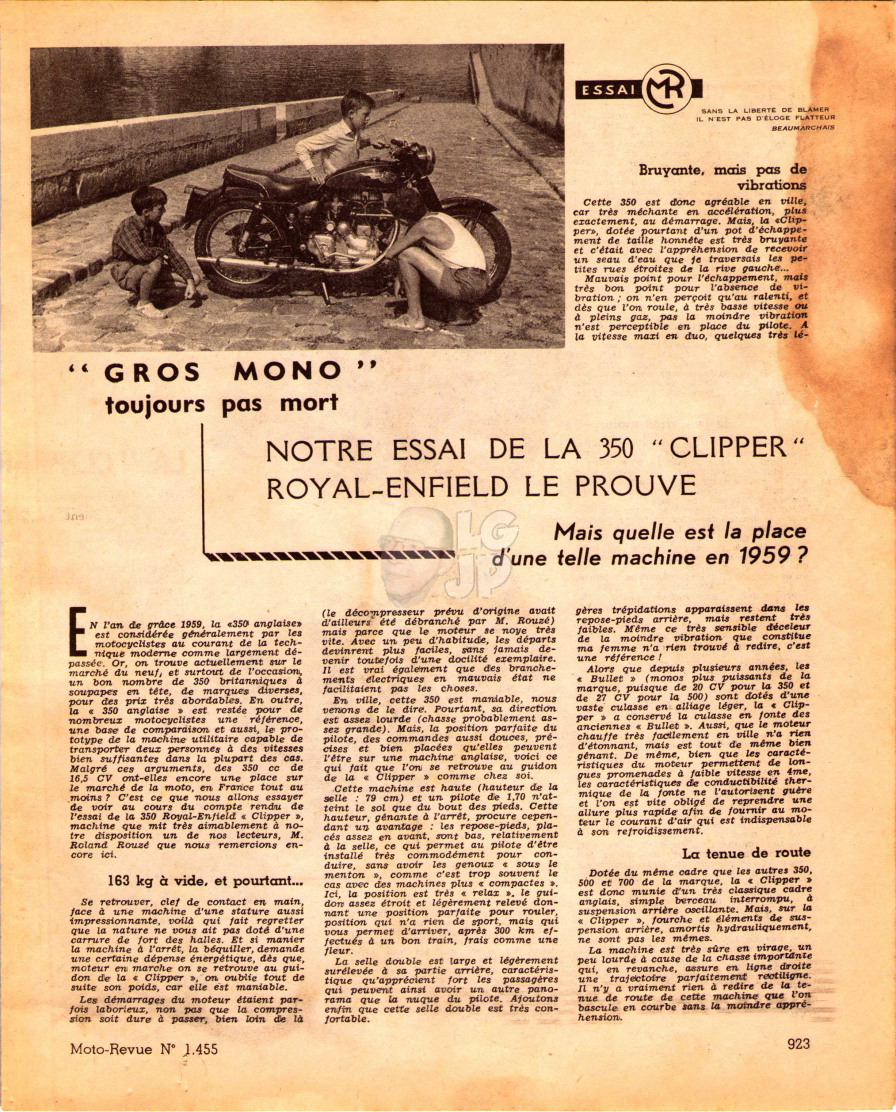 ESSAI MR
SANS LA LIBERTÉ DE BLAMER
IL N'EST PAS D'ÉLOGE FLATTEUR
BEAUMARCHAIS
Bruyante, mais pas de
vibrations
Cette 350 est donc agréable en ville,
car très méchante en accélération, plus
exactement, au démarrage. Mais, la «Clip-
per», dotée pourtant d'un pot d'échappe-
ment de taille honnête est très bruyante
et c'était avec l'appréhension de recevoir
un seau d'eau que je traversais les pe-
tites rues étroites de la rive gauche...
Mauvais point pour l'échappement, mais
très bon point pour l'absence de vi-
bration ; on n'en perçoit qu'au ralenti, et
dès que l'on roule, à très basse vitesse ou
à pleins gaz, pas la moindre vibration
n'est perceptible en place du pilote. A
la vitesse maxi en duo, quelques très lé-
“ GROS MONO ”
toujours pas mort
NOTRE ESSAI DE LA 350 “CLIPPER“
ROYAL-ENFIELD LE PROUVE
Mais quelle est la place
d'une telle machine en 1959 ?
LG
JP
EN l'an de grâce 1959, la «350 anglaise»
est considérée généralement par les
motocyclistes au courant de la tech-
nique moderne comme largement dé-
passée. Or, on trouve actuellement sur le
marché du neuf, et surtout de l'occasion,
un bon nombre de 350 britanniques à
soupapes en tête, de marques diverses,
pour des prix très abordables. En outre,
la « 350 anglaise » est restée pour de
nombreux motocyclistes une référence,
une base de comparaison et aussi, le pro-
totype de la machine utilitaire capable de
transporter deux personnes à des vitesses
bien suffisantes dans la plupart des cas.
Malgré ces arguments, des 350 cc de
16,5 CV ont-elles encore une place sur
le marché de la moto, en France tout au
moins ? C'est ce que nous allons essayer
de voir au cours du compte rendu de
l'essai de la 350 Royal-Enfield « Clipper »,
machine que mit très aimablement à no-
tre disposition un de nos lecteurs, M.
Roland Rouzé que nous remercions en-
core ici.
163 kg à vide, et pourtant...
Se retrouver, clef de contact en main,
face à une machine d'une stature aussi
impressionnante, voilà qui fait regretter
que la nature ne vous ait pas doté d'une
carrure de fort des halles. Et si manier
la machine à l'arrêt, la béquiller, demande
une certaine dépense énergétique, dès que,
moteur en marche on se retrouve au gui-
don de la « Clipper », on oublie tout de
suite son poids, car elle est maniable.
Les démarrages du moteur étaient par-
fois laborieux, non pas que la compres-
sion soit dure à passer, bien loin de là
(le décompresseur prévu d'origine avait
d'ailleurs été débranché par M. Rouzé)
mais parce que le moteur se noye très
vite. Avec un peu d'habitude, les départs
devinrent plus faciles, sans jamais de-
venir toutefois d'une docilité exemplaire.
Il est vrai également que des branche-
ments électriques en mauvais état ne
facilitaient pas les choses.
En ville, cette 350 est maniable, nous
venons de le dire. Pourtant, sa direction
est assez lourde (chasse probablement as-
sez grande). Mais, la position parfaite du
pilote, des commandes aussi douces, pré-
cises et bien placées qu'elles peuvent
l'être sur une machine anglaise, voici ce
qui fait que l'on se retrouve au guidon
de la « Clipper » comme chez soi.
Cette machine est haute (hauteur de la
selle : 79 cm) et un pilote de 1,70 n'at-
teint le sol que du bout des pieds. Cette
hauteur, gênante à l'arrêt, procure cepen-
dant un avantage : les repose-pieds, pla-
cés assez en avant, sont bas, relativement
à la selle, ce qui permet au pilote d'être
installé très commodément pour con-
duire, sans avoir les genoux « sous le
menton », comme c'est trop souvent le
cas avec des machines plus « compactes ».
Ici, la position est très « relax », le gui-
don assez étroit et légèrement relevé don-
nant une position parfaite pour rouler,
position qui n'a rien de sport, mais qui
vous permet d'arriver, après 300 km ef-
fectués à un bon train, frais comme une
fleur.
La selle double est large et légèrement
surélevée à sa partie arrière, caractéris-
tique qu'apprécient fort les passagères
qui peuvent ainsi avoir un autre pano-
rama que la nuque du pilote. Ajoutons
enfin que cette selle double est très con-
fortable.
gères trépidations apparaissent dans les
repose-pieds arrière, mais restent très
faibles. Même ce très sensible déceleur
de la moindre vibration que constitue
ma femme n'a rien trouvé à redire, c'est
une référence !
Alors que depuis plusieurs années, les
« Bullet » (monos plus puissants de la
marque, puisque de 20 CV pour la 350 et
de 27 CV pour la 500) sont dotés d'une
vaste culasse en alliage léger, la « Clip-
per » a conservé la culasse en fonte des
anciennes « Bullet ». Aussi, que le moteur
chauffe très facilement en ville n'a rien
d'étonnant, mais est tout de même bien
gênant. De même, bien que les caracté-
ristiques du moteur permettent de lon-
gues promenades à faible vitesse en 4me,
les caractéristiques de conductibilité ther-
mique de la fonte ne l'autorisent guère
et l'on est vite obligé de reprendre une
allure plus rapide afin de fournir au mo-
teur le courant d'air qui est indispensable
à son refroidissement.
La tenue de route
Dotée du même cadre que les autres 350,
500 et 700 de la marque, la « Clipper »
est donc munie d'un très classique cadre
anglais, simple berceau interrompu, à
suspension arrière oscillante. Mais, sur la
« Clipper », fourche et éléments de sus-
pension arrière, amortis hydrauliquement,
ne sont pas les mêmes.
La machine est très sûre en virage, un
peu lourde à cause de la chasse importante
qui, en revanche, assure en ligne droite
une trajectoire parfaitement rectiligne.
Il n'y a vraiment rien à redire de la te-
nue de route de cette machine que l'on
bascule en courbe sans la moindre appré-
hension.
Moto-Revue N° 1.455
923